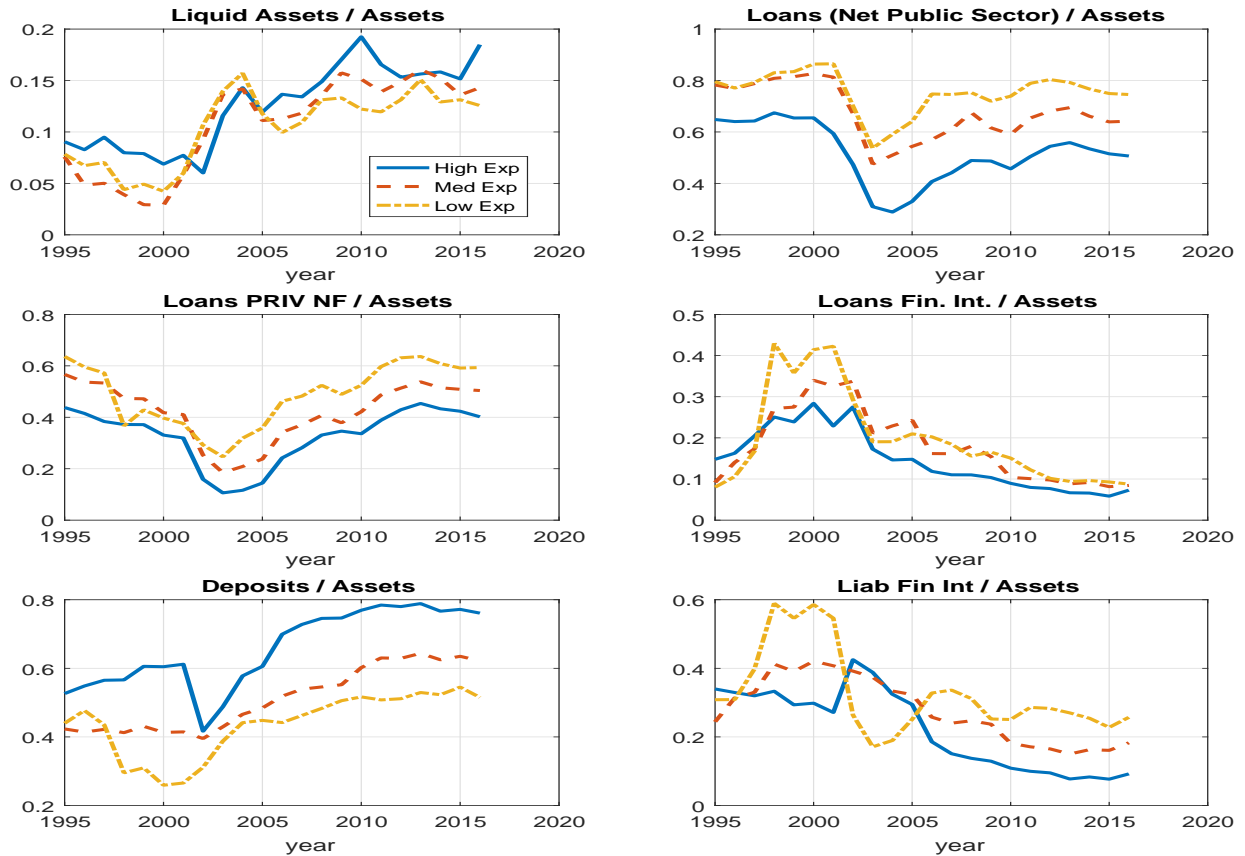 Liquid Assets / Assets
0.2
0.15
0.1
0.05
0
High Exp
Med Exp
Low Exp
1995 2000 2005 2010 2015 2020
year
Loans (Net Public Sector) / Assets
1
0.8
0.6
0.4
0.2
1995 2000 2005 2010 2015 2020
year
Loans PRIV NF / Assets
0.8
0.6
0.4
0.2
0
1995 2000 2005 2010 2015 2020
year
Loans Fin. Int. / Assets
0.5
0.4
0.3
0.2
0.1
0
1995 2000 2005 2010 2015 2020
year
Deposits / Assets
0.8
0.6
0.4
0.2
1995 2000 2005 2010 2015 2020
year
Liab Fin Int / Assets
0.6
0.4
0.2
0
1995 2000 2005 2010 2015 2020
year